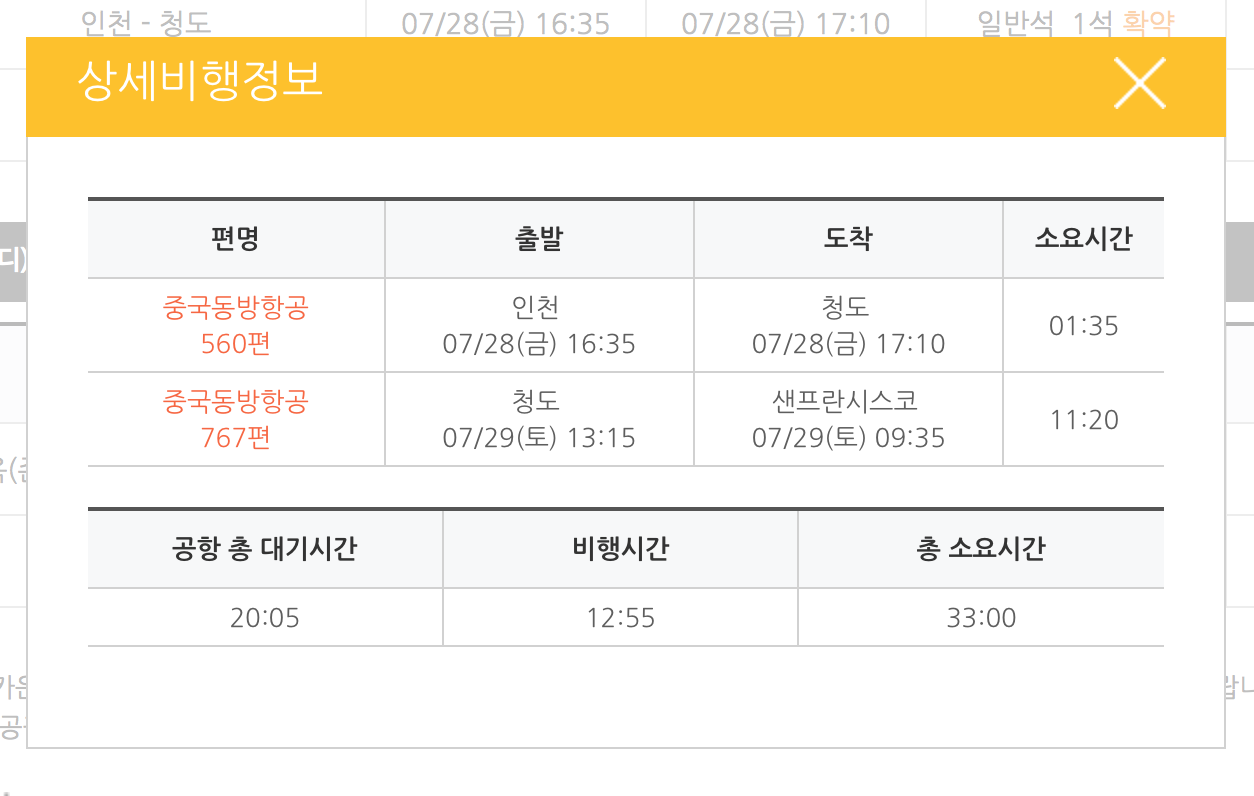 인천 - 청도 07/28(금) 16:35 07/28(금) 17:10 일반석 1석 확약
상세비행정보
디)
편명 출발 도착 소요시간
중국동방항공 인천 청도 01:35
560편 07/28(금) 16:35 07/28(금) 17:10
중국동방항공 청도 샌프란시스코 11:20
767편 07/29(토) 13:15 07/29(토) 09:35
공항 총 대기시간 비행시간 총 소요시간
20:05 12:55 33:00
공